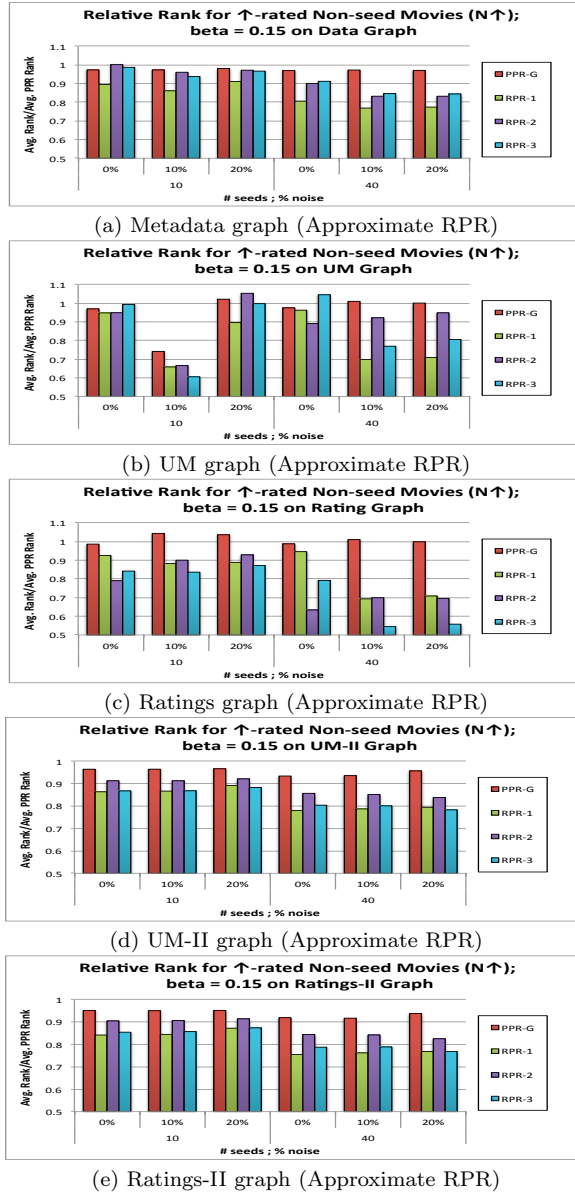 Relative Rank for ↑-rated Non-seed Movies (N↑);
beta = 0.15 on Data Graph
Avg. Rank/Avg. PPR Rank
1.1
1
0.9
0.8
0.7
0.6
0.5
PPR-G
RPR-1
RPR-2
RPR-3
0% 10% 20% 0% 10% 20%
10 40
# seeds ; % noise
(a) Metadata graph (Approximate RPR)
Relative Rank for ↑-rated Non-seed Movies (N↑);
beta = 0.15 on UM Graph
Avg. Rank/Avg. PPR Rank
1.1
1
0.9
0.8
0.7
0.6
0.5
PPR-G
RPR-1
RPR-2
RPR-3
0% 10% 20% 0% 10% 20%
10 40
# seeds ; % noise
(b) UM graph (Approximate RPR)
Relative Rank for ↑-rated Non-seed Movies (N↑);
beta = 0.15 on Rating Graph
Avg. Rank/Avg. PPR Rank
1.1
1
0.9
0.8
0.7
0.6
0.5
PPR-G
RPR-1
RPR-2
RPR-3
0% 10% 20% 0% 10% 20%
10 40
# seeds ; % noise
(c) Ratings graph (Approximate RPR)
Relative Rank for ↑-rated Non-seed Movies (N↑);
beta = 0.15 on UM-II Graph
Avg. Rank/Avg. PPR Rank
1
0.9
0.8
0.7
0.6
0.5
PPR-G
RPR-1
RPR-2
RPR-3
0% 10% 20% 0% 10% 20%
10 40
# seeds ; % noise
(d) UM-II graph (Approximate RPR)
Relative Rank for ↑-rated Non-seed Movies (N↑);
beta = 0.15 on Ratings-II Graph
Avg. Rank/Avg. PPR Rank
1
0.9
0.8
0.7
0.6
0.5
PPR-G
RPR-1
RPR-2
RPR-3
0% 10% 20% 0% 10% 20%
10 40
# seeds ; % noise
(e) Ratings-II graph (Approximate RPR)